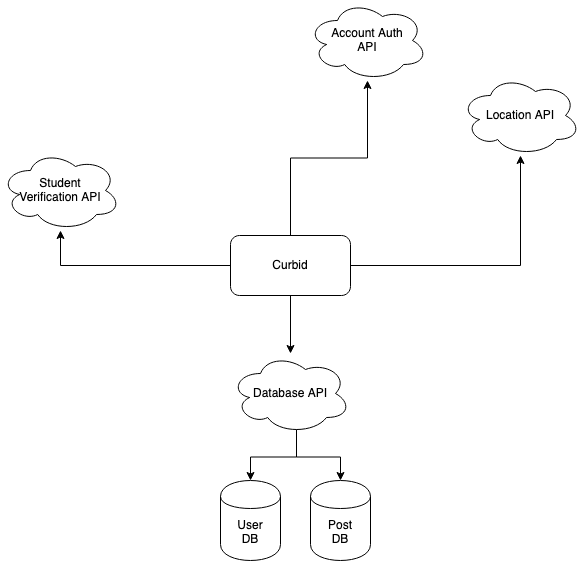 Account Auth
API
Location API
Student
Verification API
Curbid
Database API
User
DB
Post
DB